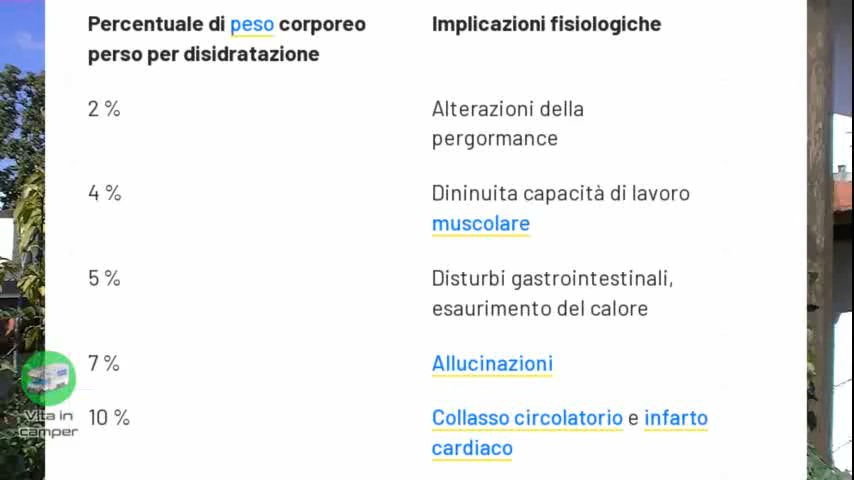 Percentuale di peso corporeo
perso per disidratazione
Implicazioni fisiologiche
2 %
Alterazioni della
pergormance
4 %
Dininuita capacità di lavoro
muscolare
5 %
Disturbi gastrointestinali,
esaurimento del calore
7 %
Allucinazioni
10 %
Collasso circolatorio e infarto
cardiaco
Vita in
camper